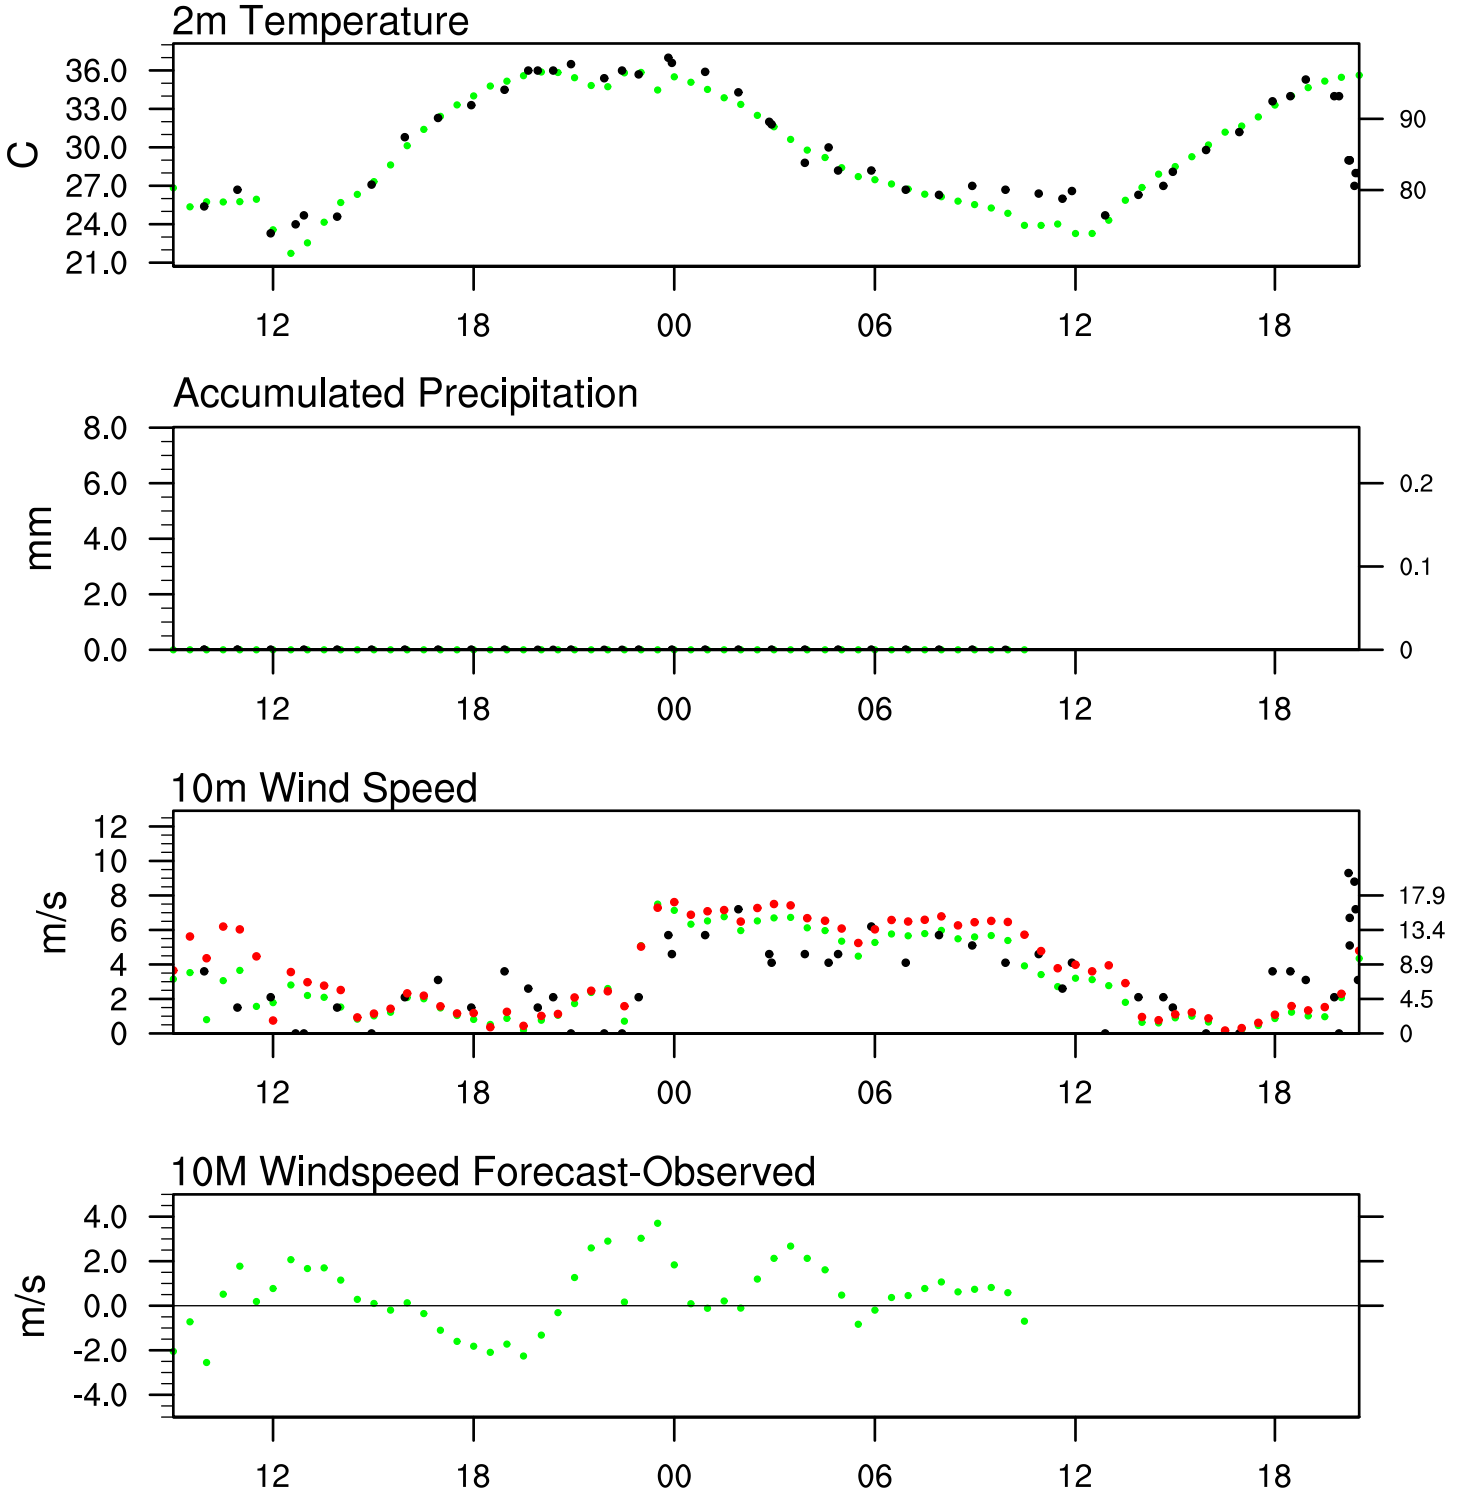 2m Temperature
36.0
33.0
30.0
27.0
24.0
21.0
C
90
80
12 18 00 06 12 18
Accumulated Precipitation
8.0
6.0
4.0
2.0
0.0
mm
0.2
0.1
0
12 18 00 06 12 18
10m Wind Speed
12
10
8
6
4
2
0
m/s
17.9
13.4
8.9
4.5
0
12 18 00 06 12 18
10M Windspeed Forecast-Observed
4.0
2.0
0.0
-2.0
-4.0
m/s
12 18 00 06 12 18